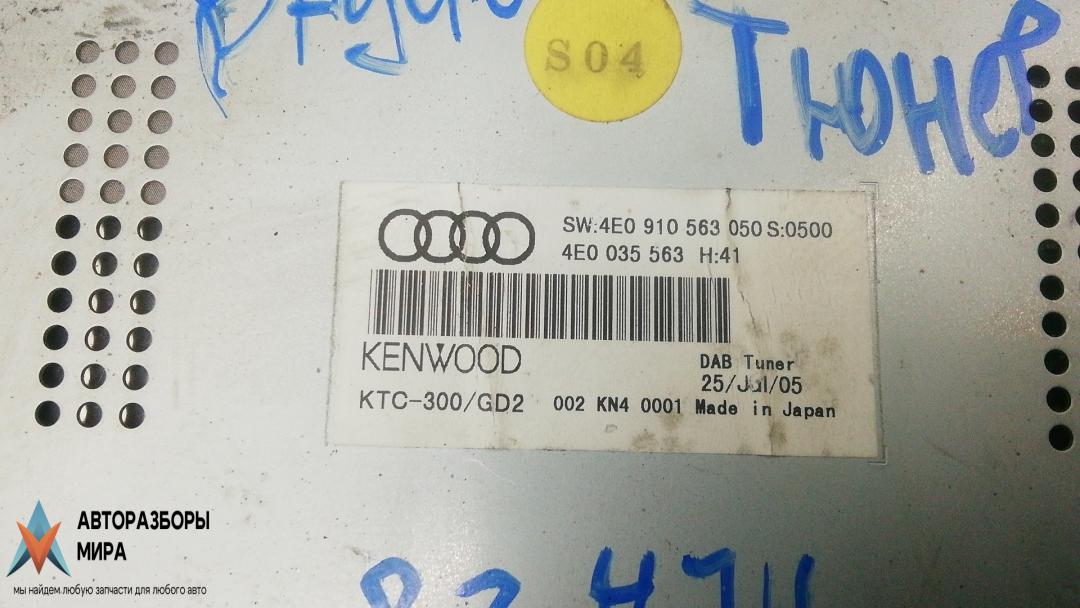 S04
Тюнер
SW:4E0 910 563 050 S:0500
4E0 035 563 H:41
KENWOOD
DAB Tuner
25/Jul/05
KTC-300/GD2 002 KN4 0001 Made in Japan
АВТОРАЗБОРЫ
МИРА
мы найдем любую запчасти для любого авто